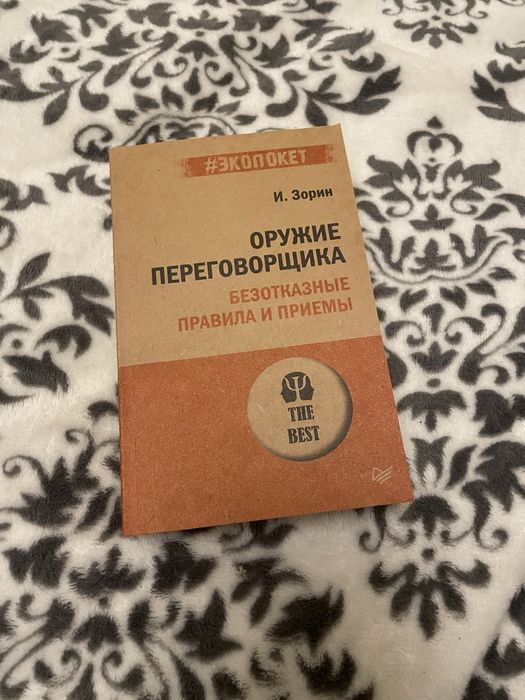 #ЭКОПОКЕТ
И. Зорин
ОРУЖИЕ
ПЕРЕГОВОРЩИКА
БЕЗОТКАЗНЫЕ
ПРАВИЛА И ПРИЕМЫ
Ψ
THE
BEST